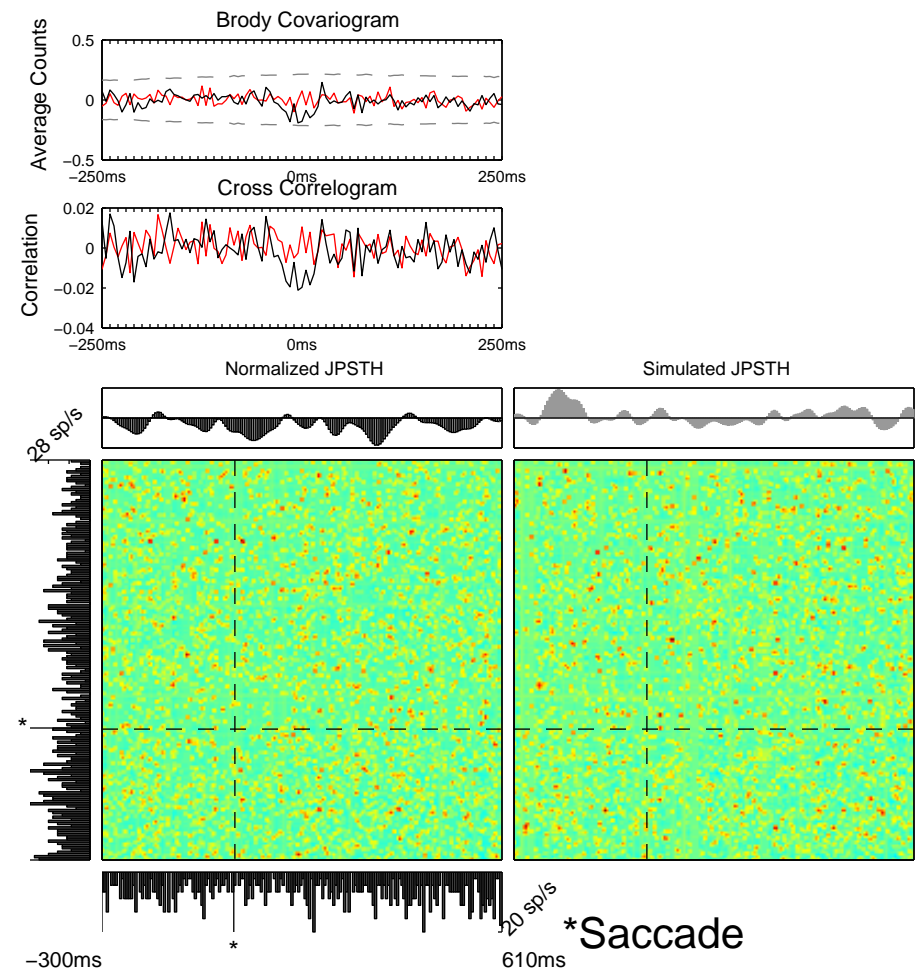 Brody Covariogram
Average Counts
0.5
0
−0.5
−250ms
0ms
250ms
Cross Correlogram
Correlation
0.02
0
−0.02
−0.04
−250ms
0ms
250ms
Normalized JPSTH
Simulated JPSTH
28 sp/s
*
*
20 sp/s
*Saccade
−300ms
610ms